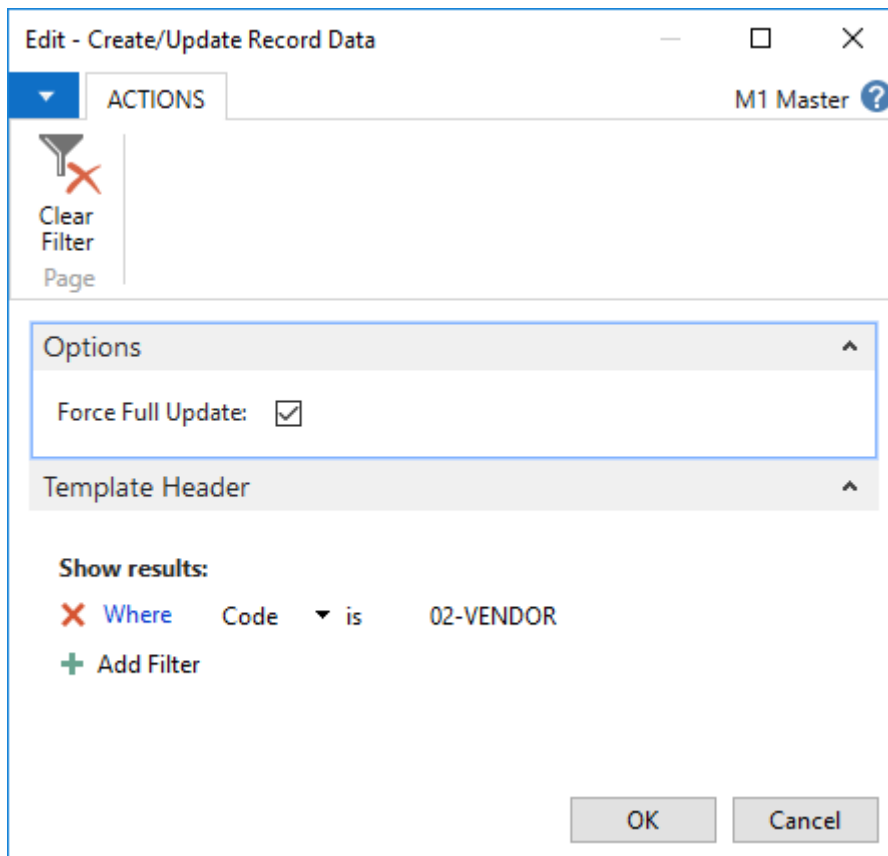 Edit - Create/Update Record Data
ACTIONS
M1 Master ?
Clear
Filter
Page
Options
Force Full Update:
Template Header
Show results:
Where Code is 02-VENDOR
Add Filter
OK Cancel